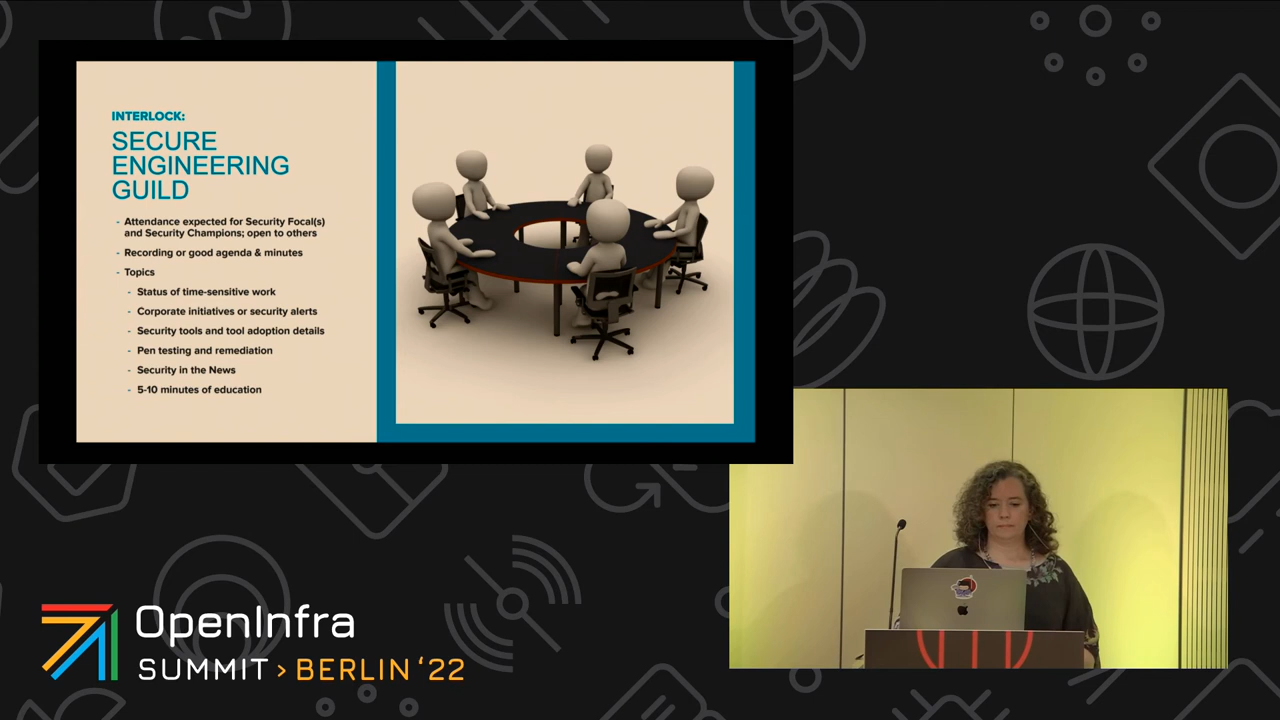 INTERLOCK:
SECURE
ENGINEERING
GUILD
- Attendance expected for Security Focal(s)
and Security Champions; open to others
- Recording or good agenda & minutes
- Topics
- Status of time-sensitive work
- Corporate initiatives or security alerts
- Security tools and tool adoption details
- Pen testing and remediation
- Security in the News
- 5-10 minutes of education
OpenInfra
SUMMIT > BERLIN ‘22